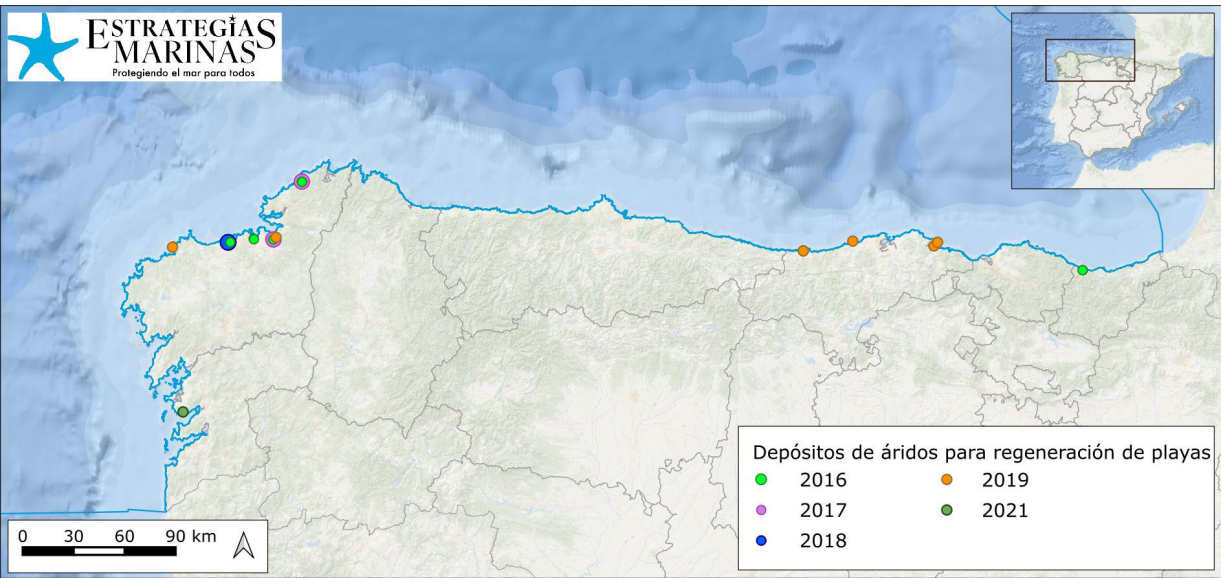 ESTRATEGIAS
MARINAS
Protegiendo el mar para todos
Depósitos de áridos para regeneración de playas
2016
2019
2017
2021
2018
0 30 60 90 km